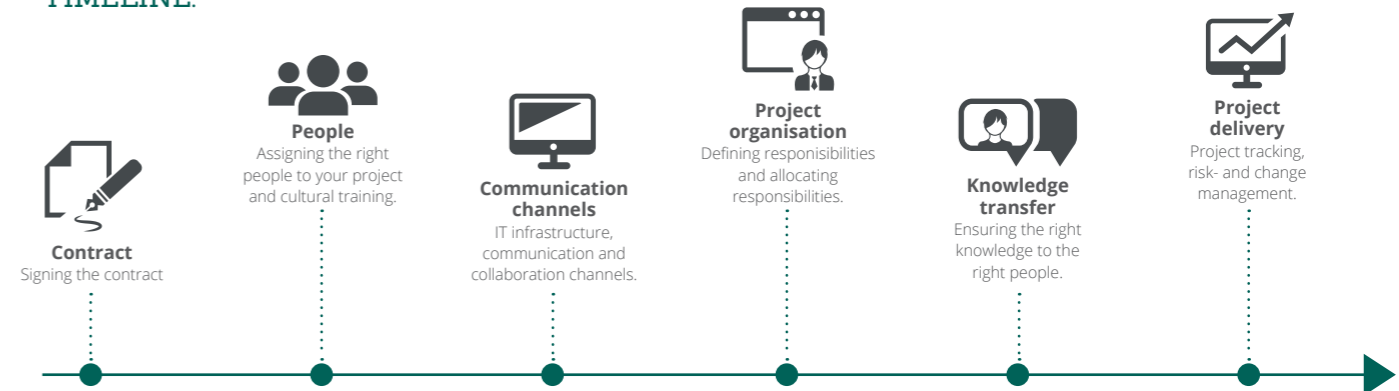 TIMELINE:
Contract
Signing the contract
People
Assigning the right
people to your project
and cultural training.
Communication
channels
IT infrastructure,
communication and
collaboration channels.
Project
organisation
Defining responisibilities
and allocating
responsibilities.
Knowledge
transfer
Ensuring the right
knowledge to the
right people.
Project
delivery
Project tracking,
risk- and change
management.